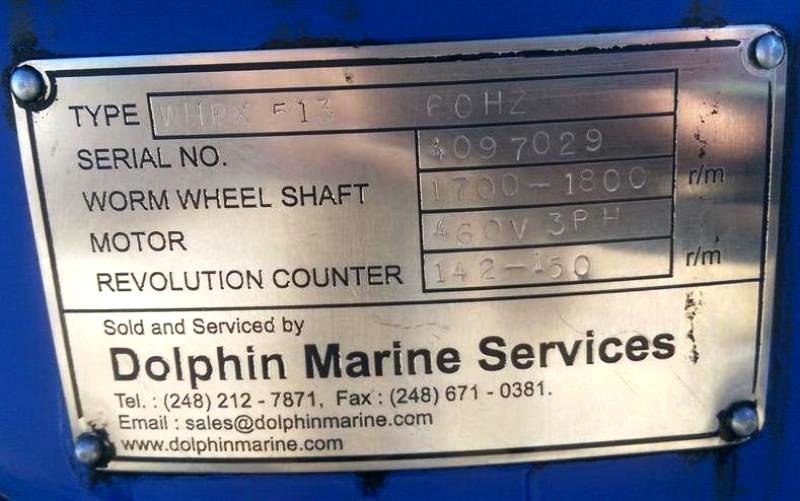 TYPE WHPX 513 60HZ
SERIAL NO. 4097029
WORM WHEEL SHAFT 1700-1800 r/m
MOTOR 460V 3PH
REVOLUTION COUNTER 142-150 r/m
Sold and Serviced by
Dolphin Marine Services
Tel. : (248) 212 - 7871, Fax : (248) 671 - 0381.
Email : sales@dolphinmarine.com
www.dolphinmarine.com